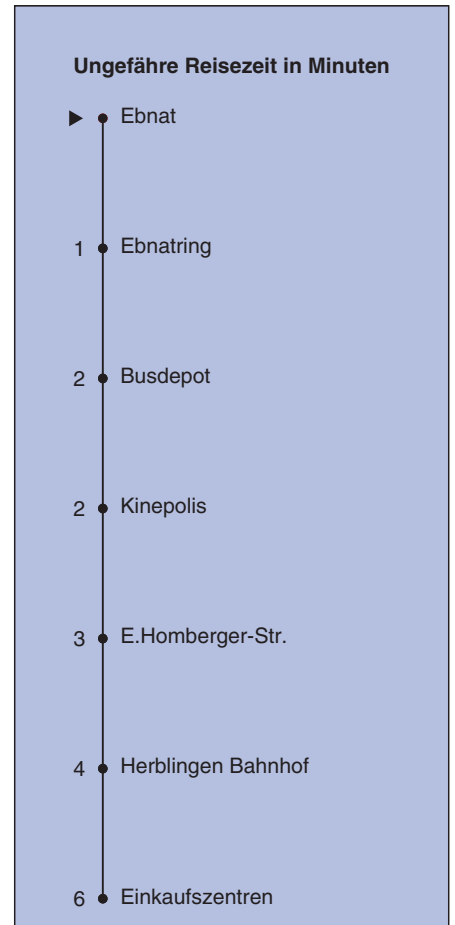 Ungefähre Reisezeit in Minuten
Ebnat
1 Ebnatring
2 Busdepot
2 Kinepolis
3 E.Homberger-Str.
4 Herblingen Bahnhof
6 Einkaufszentren